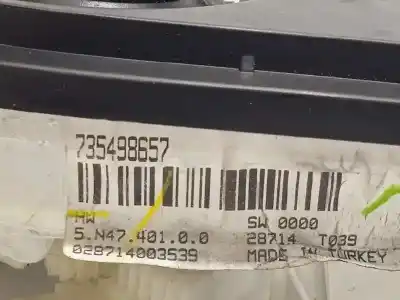 735498657
HW SW 0000
5.N47.401.0.0 28714 T039
028714003539 MADE IN TURKEY